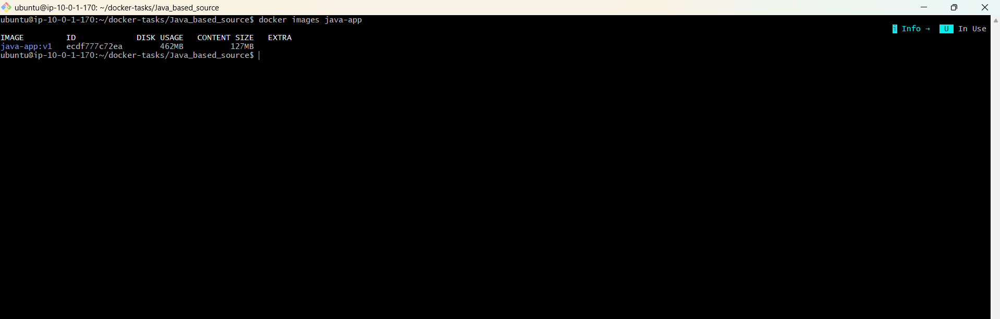 ubuntu@ip-10-0-1-170: ~/docker-tasks/Java_based_source
ubuntu@ip-10-0-1-170:~/docker-tasks/Java_based_source$ docker images java-app
i Info → U In Use
IMAGE ID DISK USAGE CONTENT SIZE EXTRA
java-app:v1 ecdf777c72ea 462MB 127MB
ubuntu@ip-10-0-1-170:~/docker-tasks/Java_based_source$